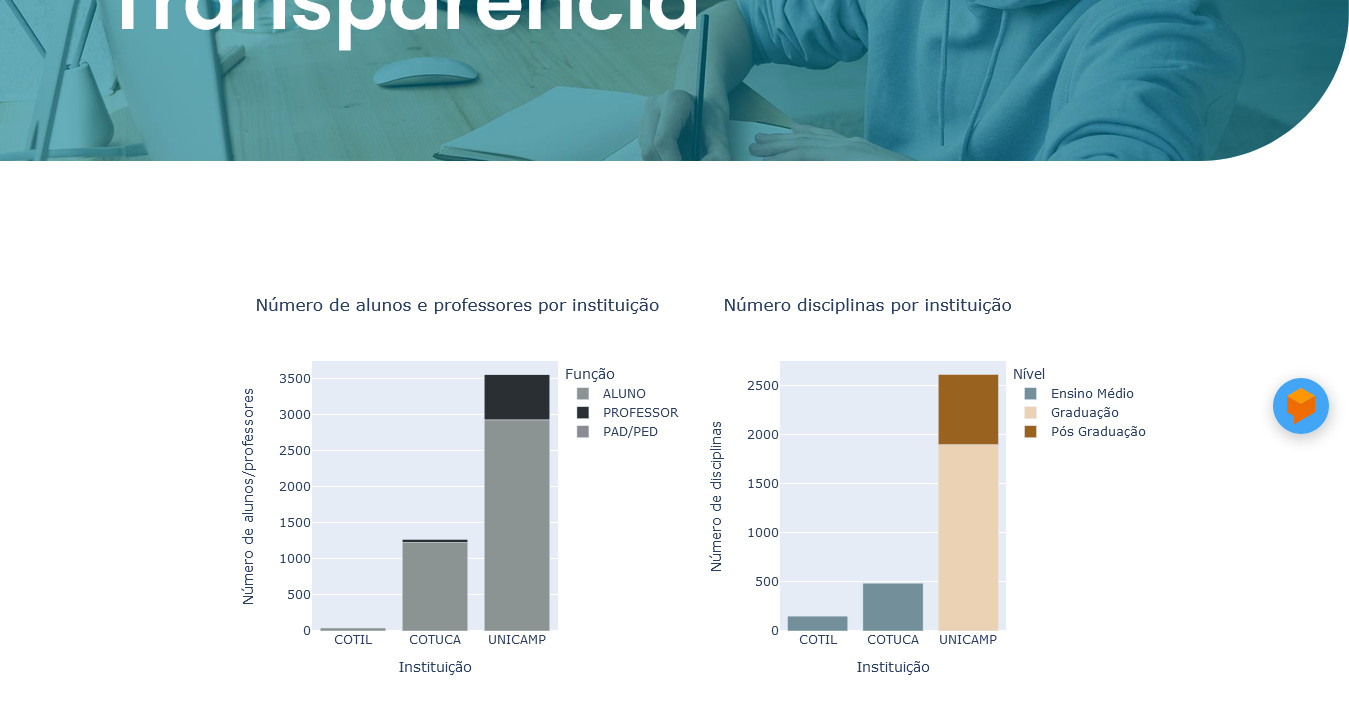 Transparência
Número de alunos e professores por instituição
Número de alunos/professores
3500
3000
2500
2000
1500
1000
500
0
COTIL COTUCA UNICAMP
Instituição
Função
ALUNO
PROFESSOR
PAD/PED
Número disciplinas por instituição
Número de disciplinas
2500
2000
1500
1000
500
0
COTIL COTUCA UNICAMP
Instituição
Nível
Ensino Médio
Graduação
Pós Graduação